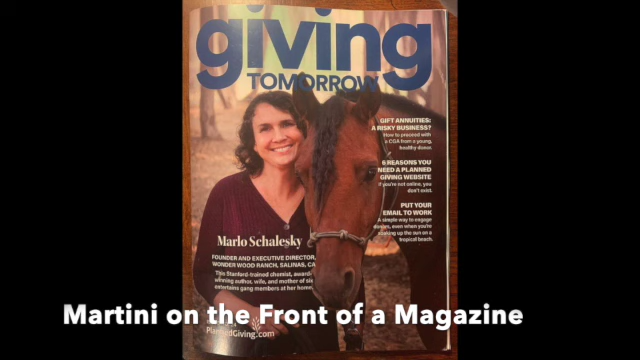 giving
TOMORROW
GIFT ANNUITIES:
A RISKY BUSINESS?
How to proceed with
a CGA from a young,
healthy donor.
6 REASONS YOU
NEED A PLANNED
GIVING WEBSITE
If you're not online, you
don't exist.
PUT YOUR
EMAIL TO WORK
A simple way to engage
donors, even when you're
soaking up the sun on a
tropical beach.
Marlo Schalesky
FOUNDER AND EXECUTIVE DIRECTOR,
WONDER WOOD RANCH, SALINAS, CA
This Stanford-trained chemist, award-
winning author, wife, and mother of six
entertains gang members at her home
Martini on the Front of a Magazine
PlannedGiving.com